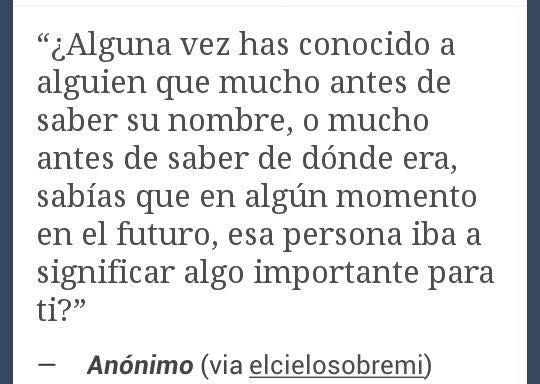 “¿Alguna vez has conocido a
alguien que mucho antes de
saber su nombre, o mucho
antes de saber de dónde era,
sabías que en algún momento
en el futuro, esa persona iba a
significar algo importante para
ti?”
— Anónimo (via elcielosobremi)